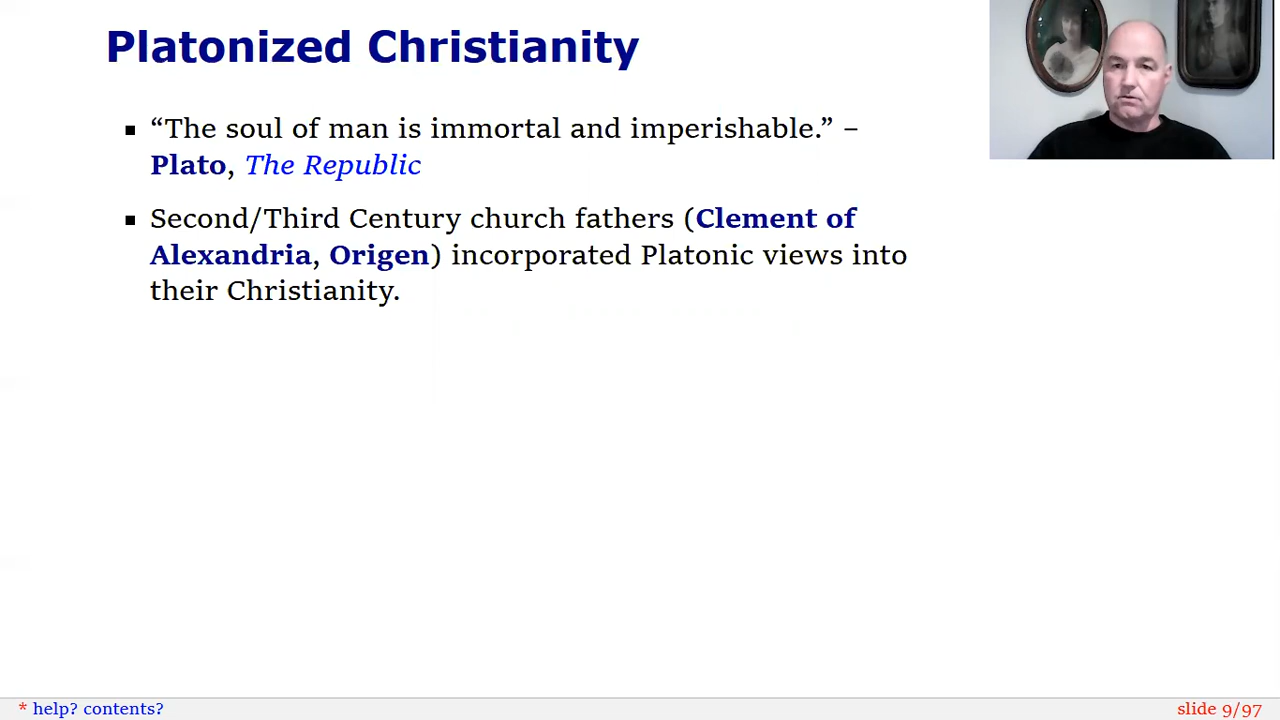 Platonized Christianity
“The soul of man is immortal and imperishable.” –
Plato, The Republic
Second/Third Century church fathers (Clement of
Alexandria, Origen) incorporated Platonic views into
their Christianity.
* help? contents?
slide 9/97